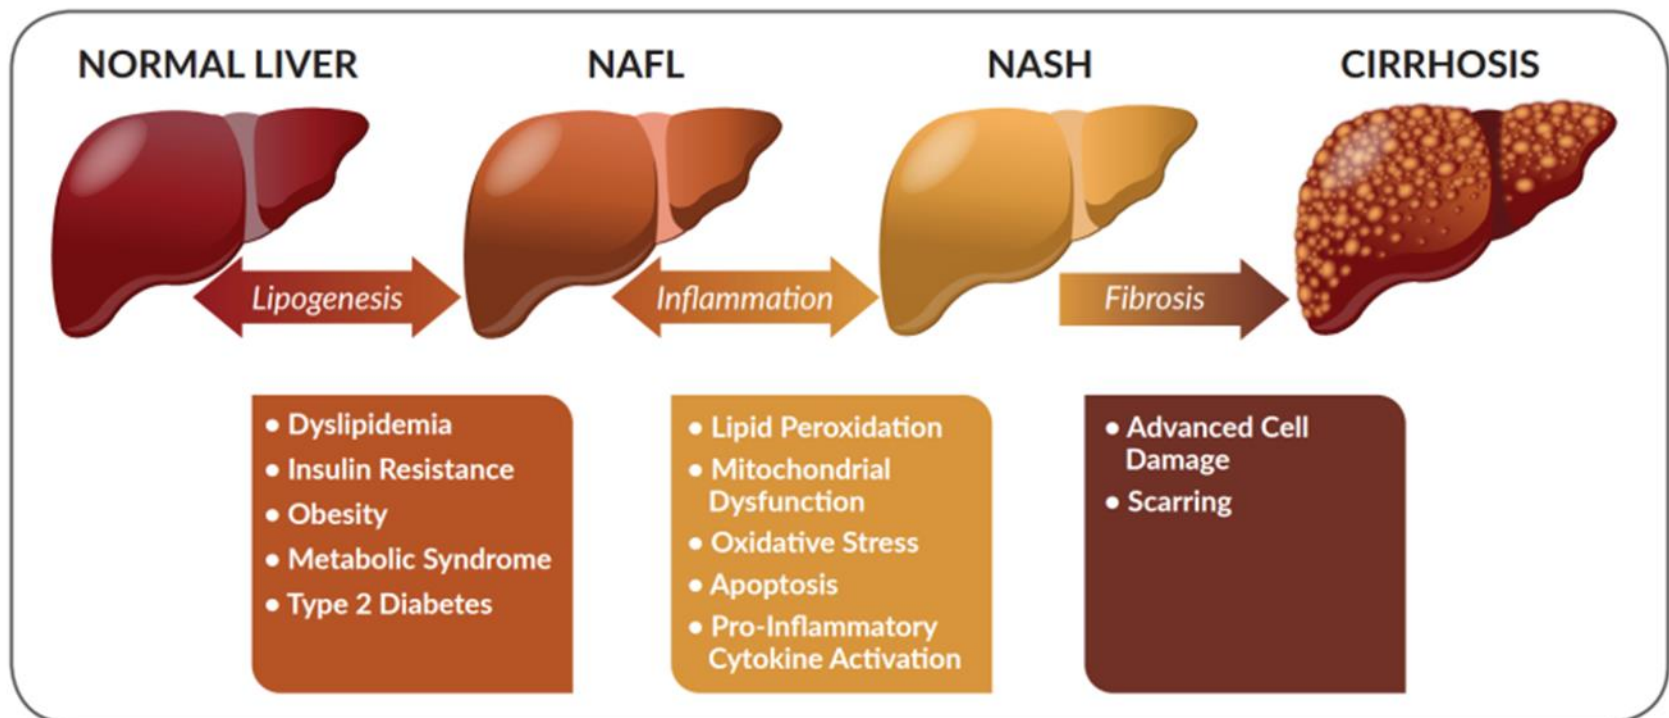 NORMAL LIVER
NAFL
NASH
CIRRHOSIS
Lipogenesis
Inflammation
Fibrosis
• Dyslipidemia
• Insulin Resistance
• Obesity
• Metabolic Syndrome
• Type 2 Diabetes
• Lipid Peroxidation
• Mitochondrial
Dysfunction
• Oxidative Stress
• Apoptosis
• Pro-Inflammatory
Cytokine Activation
• Advanced Cell
Damage
• Scarring